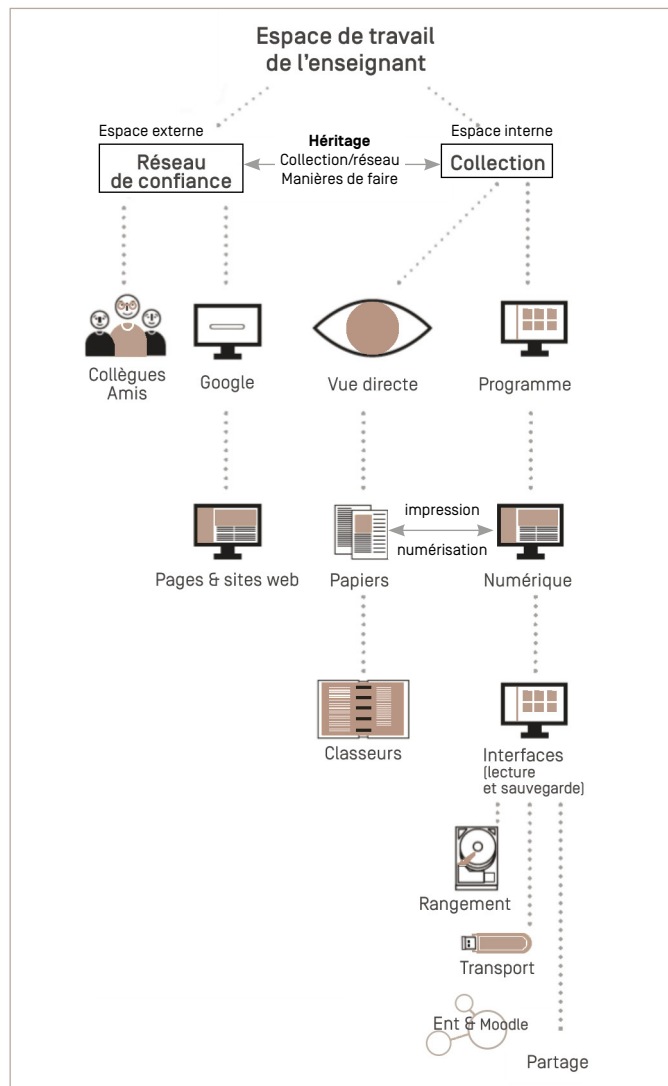 Espace de travail
de l’enseignant
Espace externe
Espace interne
Réseau
de confiance
Héritage
Collection/réseau
Manières de faire
Collection
Collègues
Amis
Google
Vue directe
Programme
impression
numérisation
Pages & sites web
Papiers
Numérique
Classeurs
Interfaces
(lecture
et sauvegarde)
Rangement
Transport
Ent & Moodle
Partage